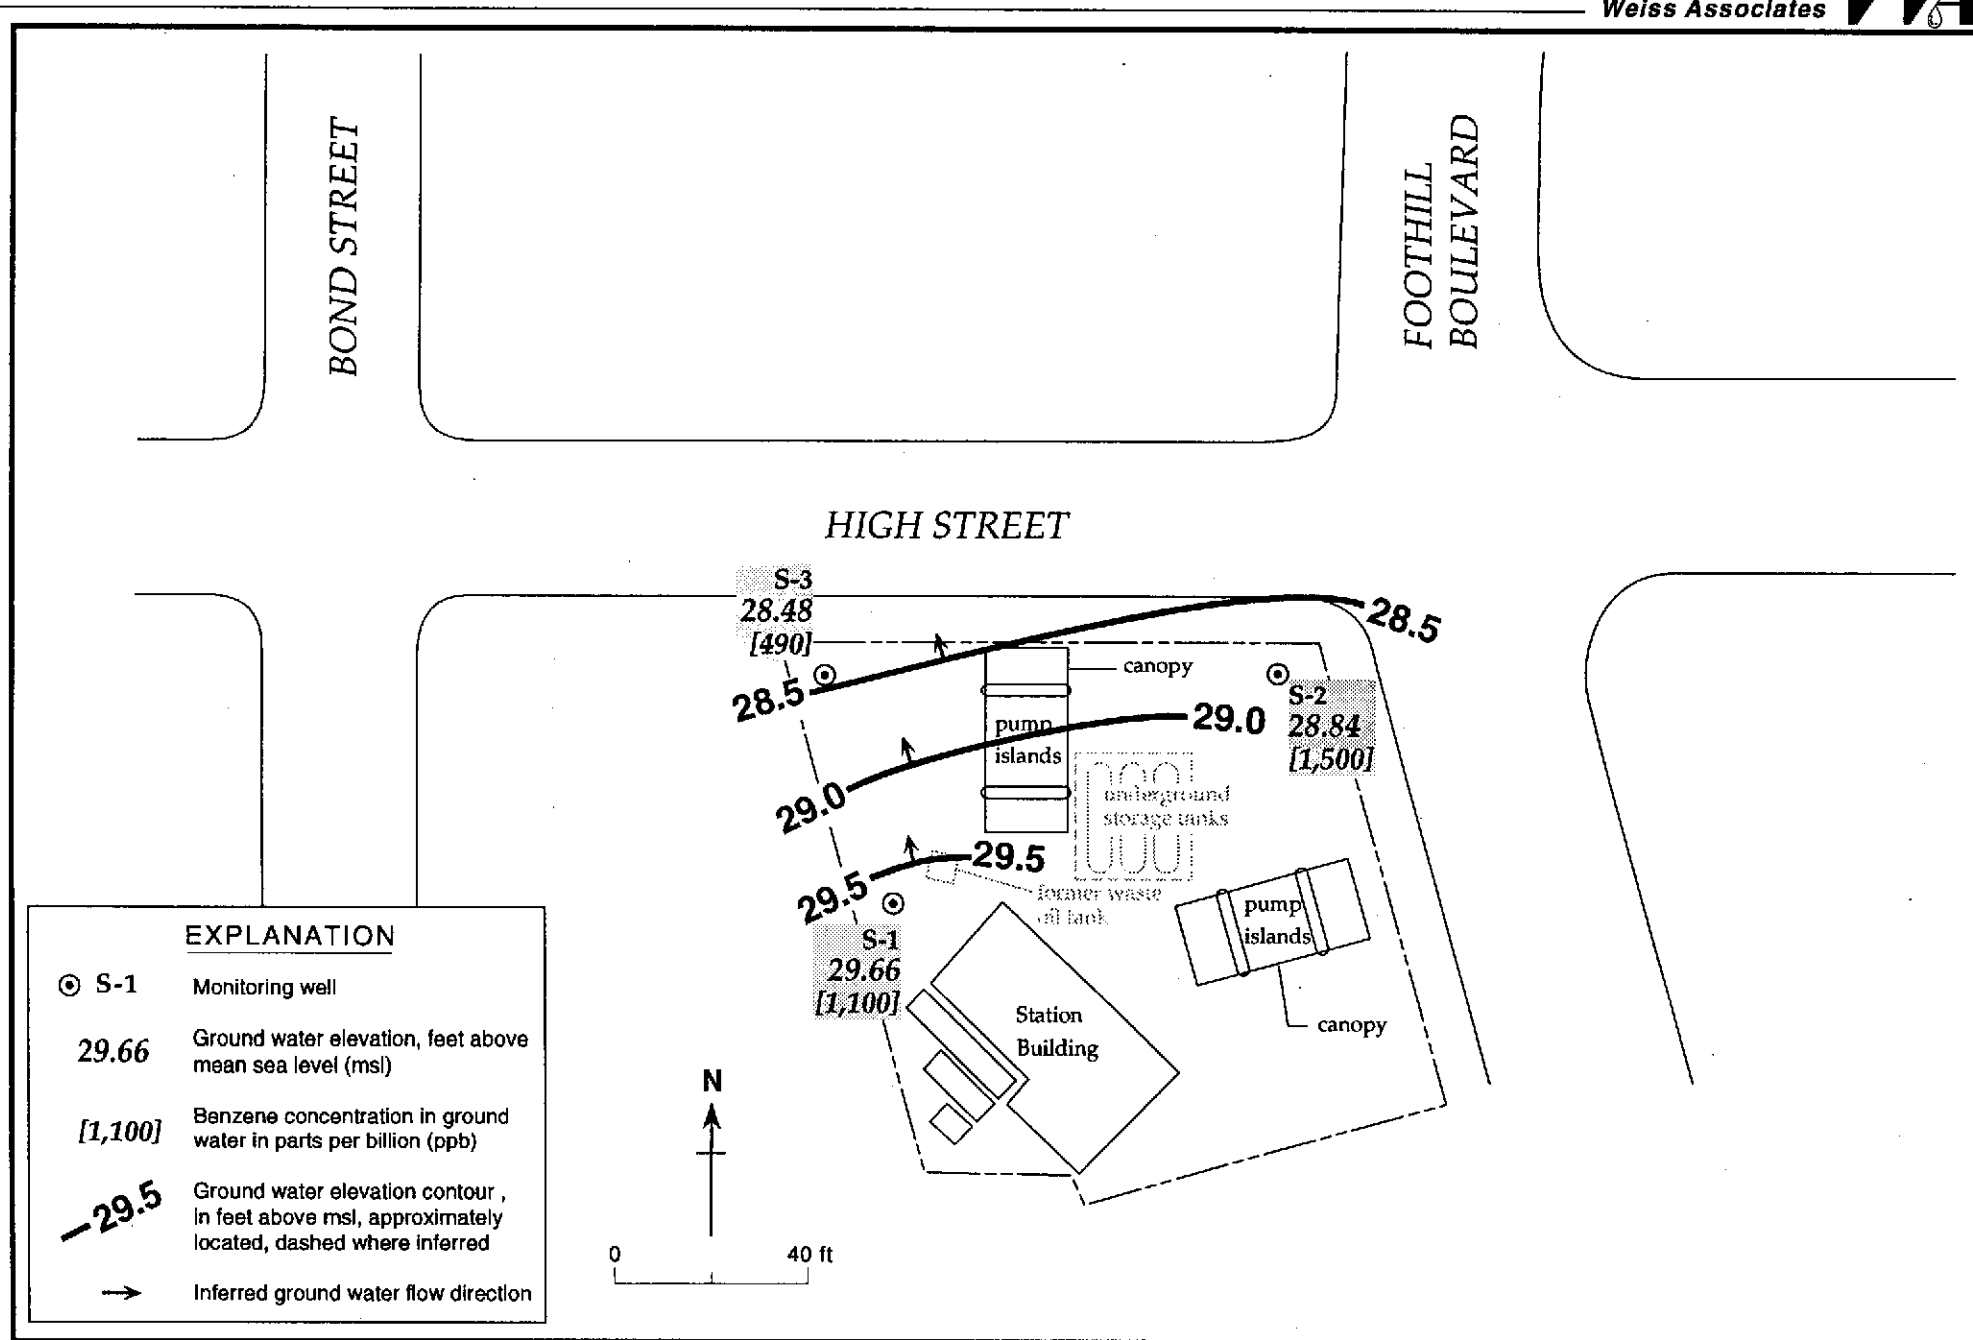 Weiss Associates
BOND STREET
FOOTHILL
BOULEVARD
HIGH STREET
S-3
28.48
[490]
28.5
28.5
canopy
S-2
28.84
[1,500]
29.0
29.0
pump
islands
underground
storage tanks
29.5
29.5
former waste
oil tank
S-1
29.66
[1,100]
pump
islands
canopy
Station
Building
N
0 40 ft
EXPLANATION
S-1 Monitoring well
29.66 Ground water elevation, feet above
mean sea level (msl)
[1,100] Benzene concentration in ground
water in parts per billion (ppb)
29.5 Ground water elevation contour ,
in feet above msl, approximately
located, dashed where inferred
Inferred ground water flow direction